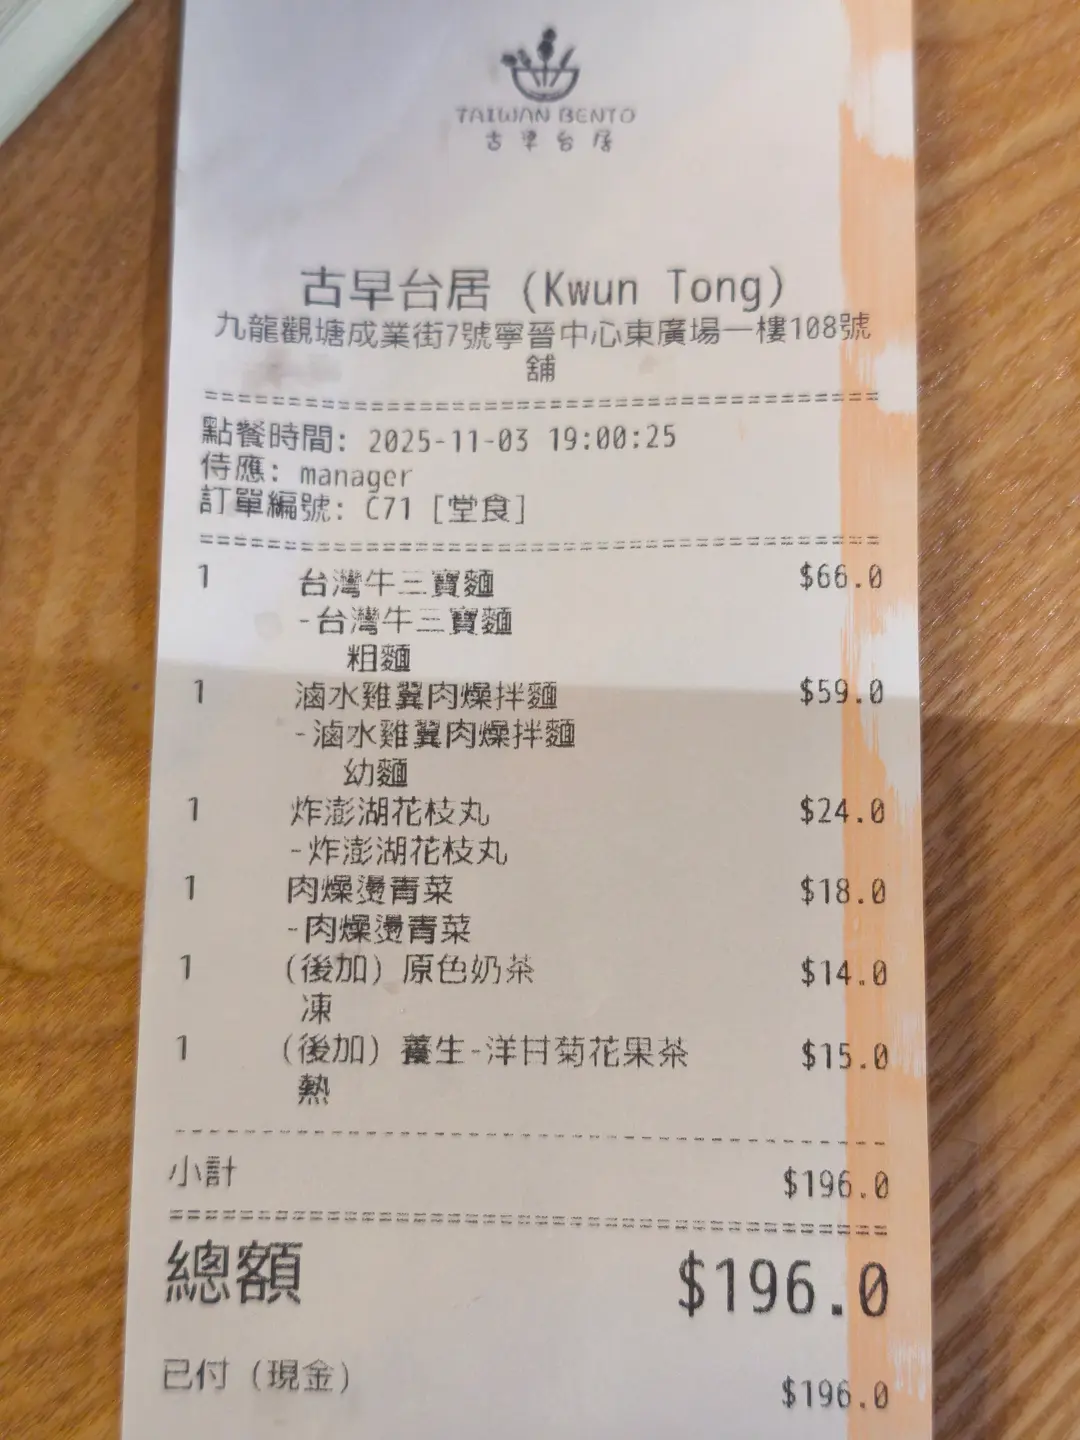 TAIWAN BENTO
古早台居
古早台居 (Kwun Tong)
九龍觀塘成業街7號寧晉中心東廣場一樓108號
舖
================================
點餐時間: 2025-11-03 19:00:25
侍應: manager
訂單編號: C71 [堂食]
================================
1 台灣牛三寶麵 $66.0
-台灣牛三寶麵
粗麵
1 滷水雞翼肉燥拌麵 $59.0
-滷水雞翼肉燥拌麵
幼麵
1 炸澎湖花枝丸 $24.0
-炸澎湖花枝丸
1 肉燥燙青菜 $18.0
-肉燥燙青菜
1 (後加) 原色奶茶 $14.0
凍
1 (後加) 養生-洋甘菊花果茶 $15.0
熱
--------------------------------
小計 $196.0
================================
總額 $196.0
已付 (現金) $196.0